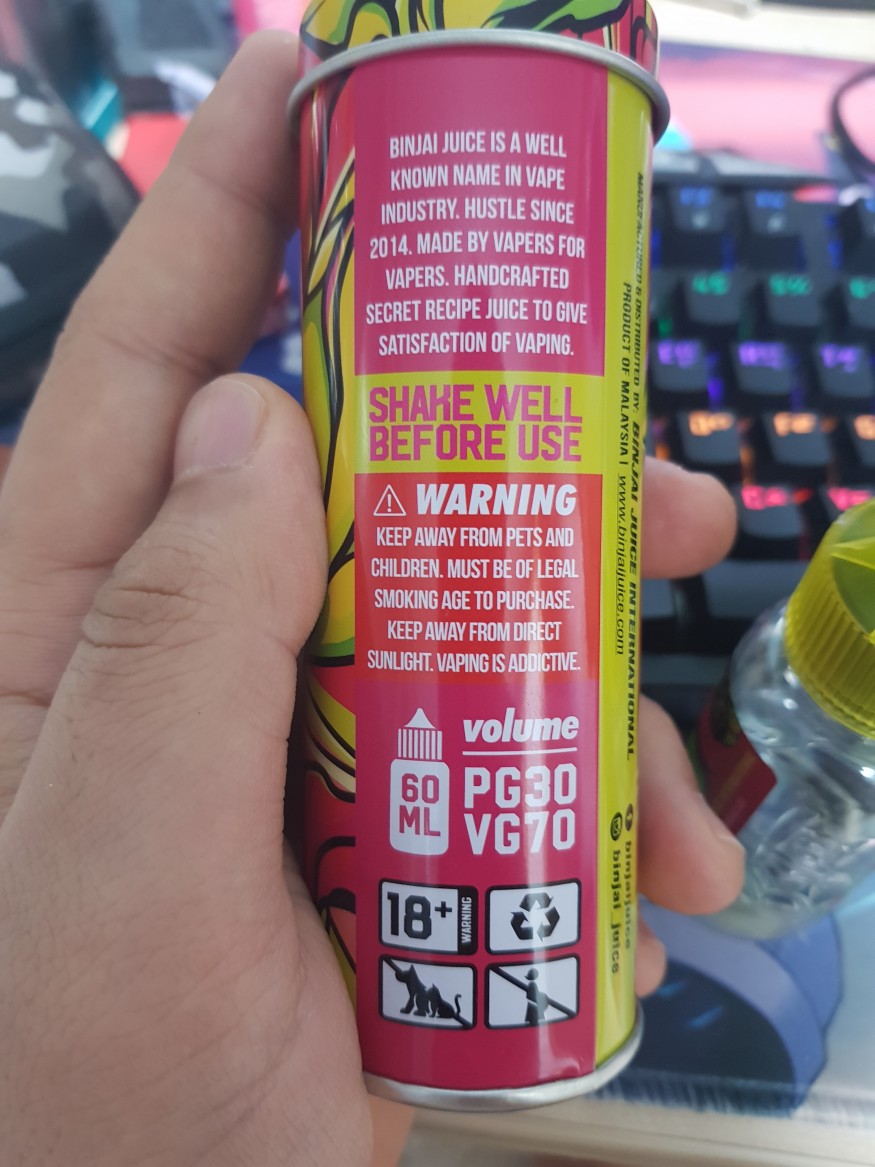 BINJAI JUICE IS A WELL
KNOWN NAME IN VAPE
INDUSTRY. HUSTLE SINCE
2014. MADE BY VAPERS FOR
VAPERS. HANDCRAFTED
SECRET RECIPE JUICE TO GIVE
SATISFACTION OF VAPING.
SHAKE WELL
BEFORE USE
WARNING
KEEP AWAY FROM PETS AND
CHILDREN. MUST BE OF LEGAL
SMOKING AGE TO PURCHASE.
KEEP AWAY FROM DIRECT
SUNLIGHT. VAPING IS ADDICTIVE.
volume
60
ML
PG30
VG70
18+
WARNING
MANUFACTURED & DISTRIBUTED BY: BINJAI JUICE INTERNATIONAL
PRODUCT OF MALAYSIA | www.binjaijuice.com
binjaijuice
binjai_juice